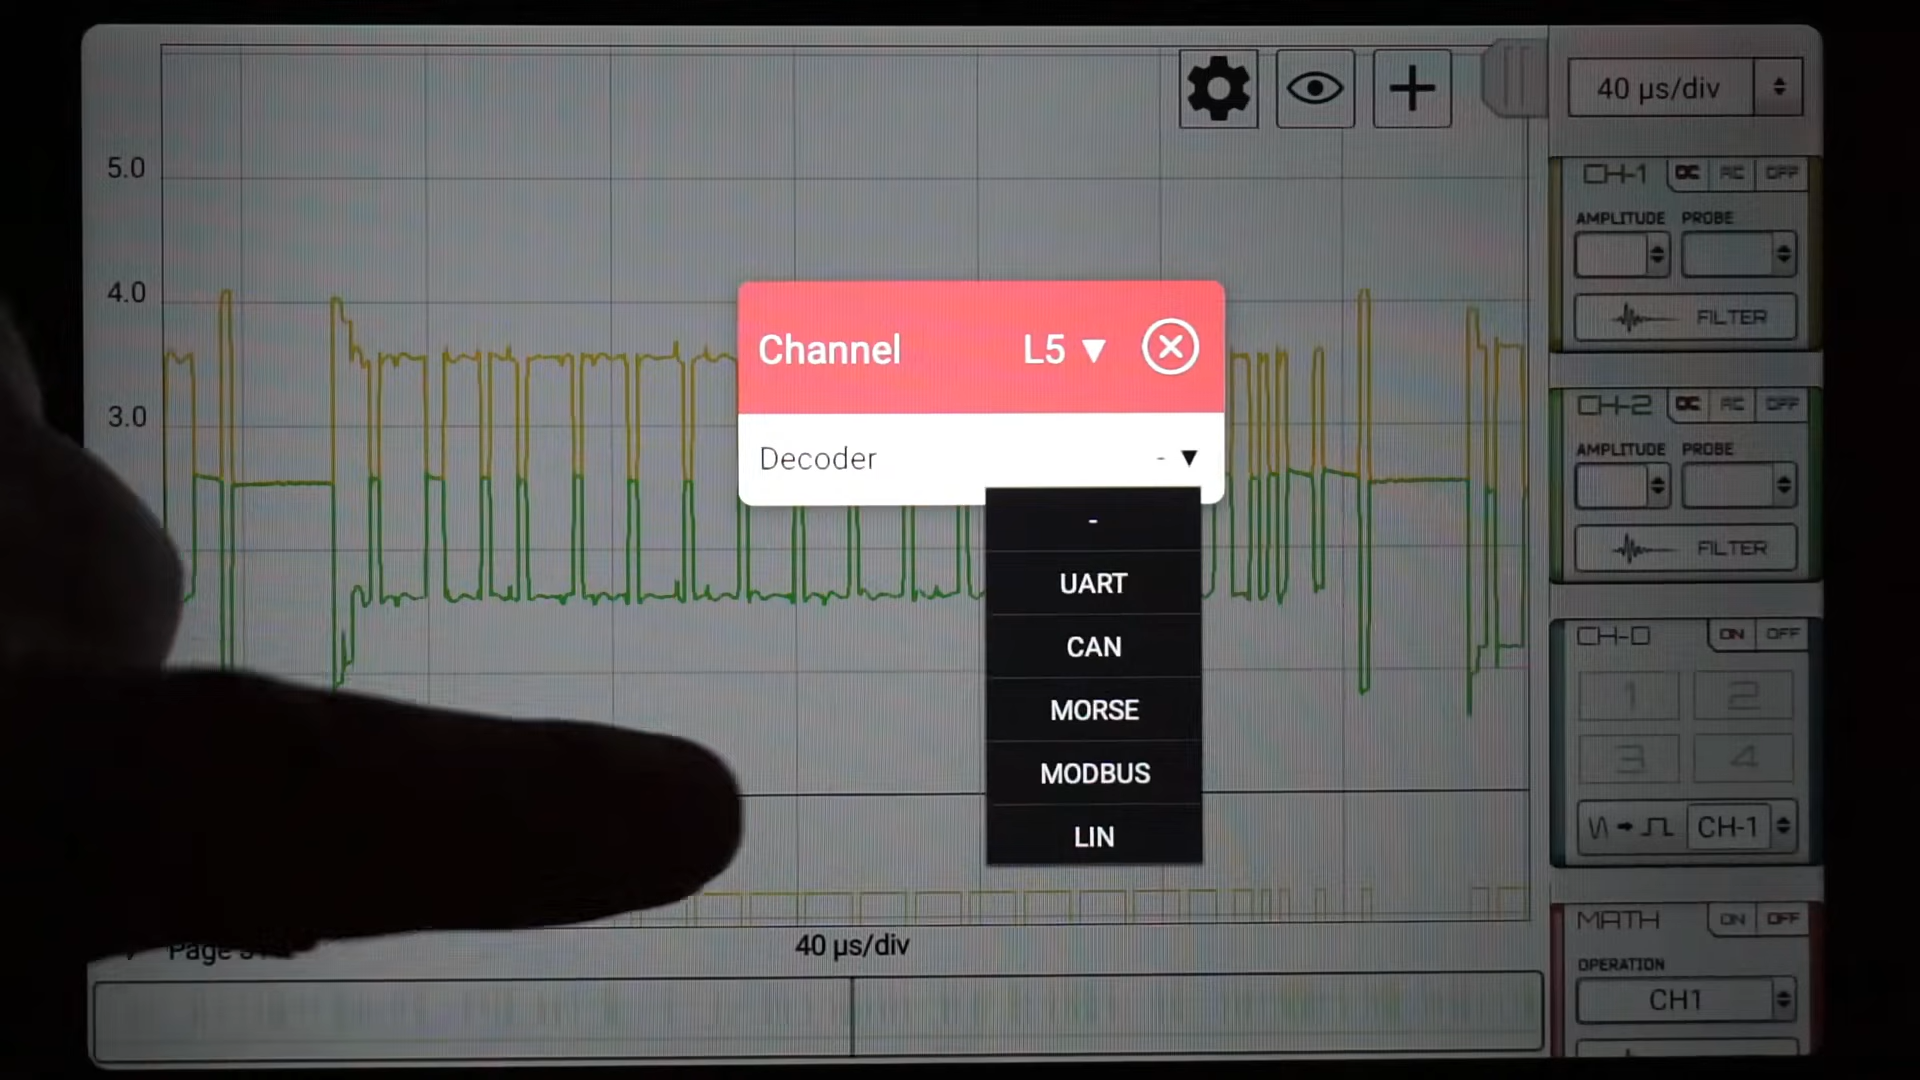 40 µs/div
5.0
4.0
3.0
Channel L5
Decoder -
-
UART
CAN
MORSE
MODBUS
LIN
Page
40 µs/div
CH-1 DC AC OFF
AMPLITUDE PROBE
FILTER
CH-2 DC AC OFF
AMPLITUDE PROBE
FILTER
CH-D ON OFF
1 2
3 4
CH-1
MATH ON OFF
OPERATION
CH1